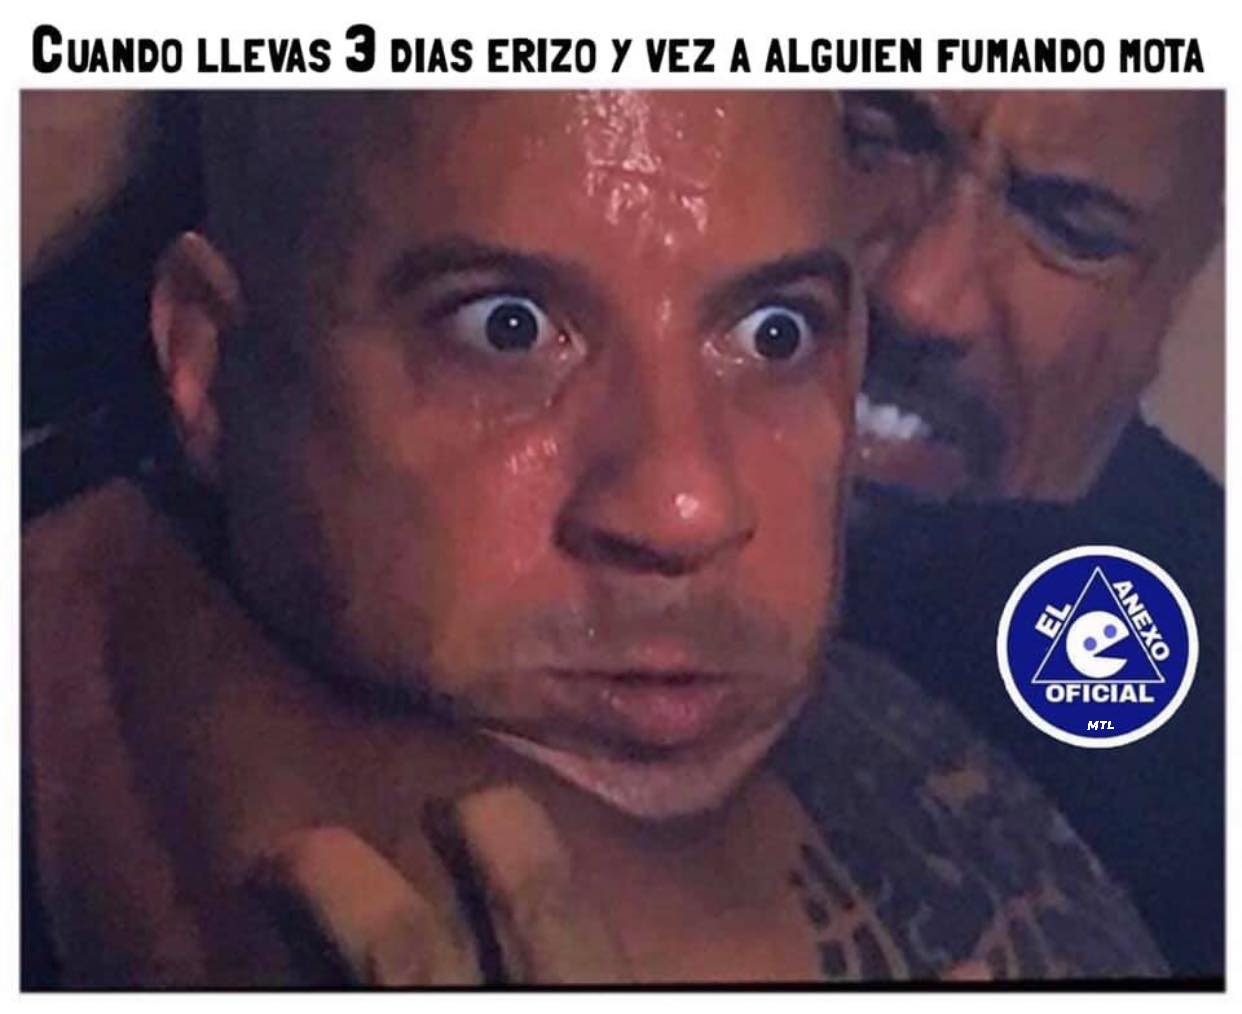 CUANDO LLEVAS 3 DIAS ERIZO Y VEZ A ALGUIEN FUMANDO MOTA
EL ANEXO
OFICIAL
MTL